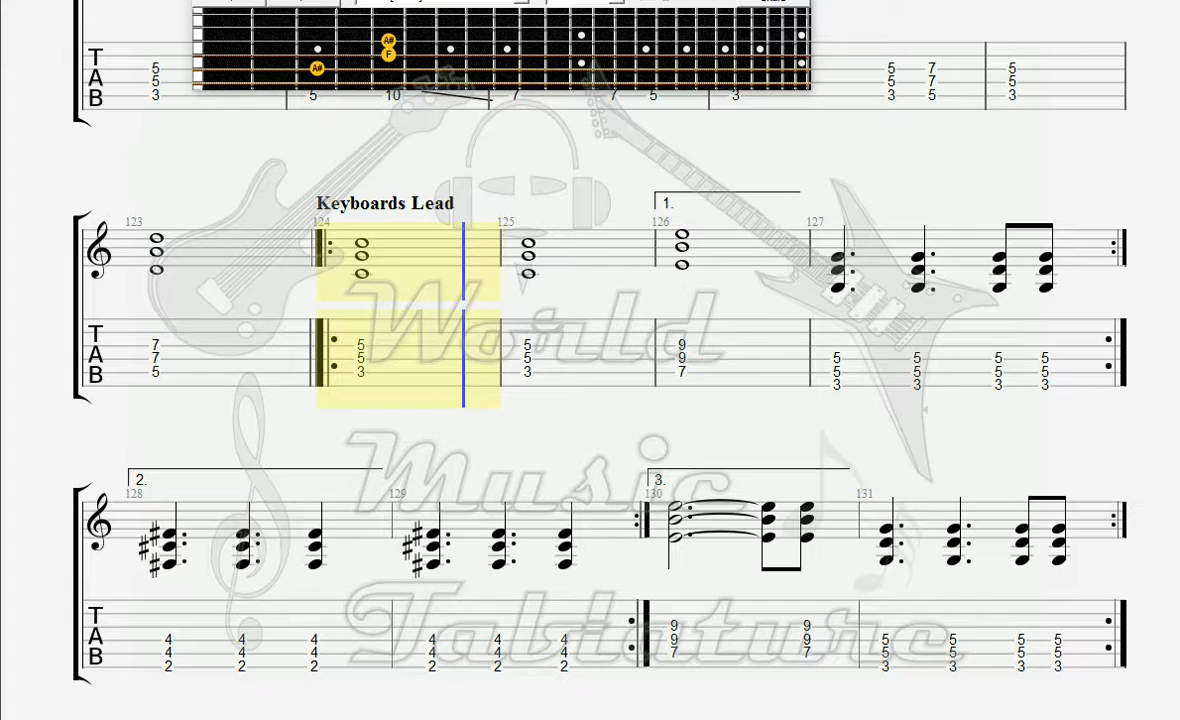 A#
F
A#
T 5 5 7 5
A 5 5 7 5
B 3 5 10 7 7 5 3 3 5 3
Keyboards Lead
123 124 125 126 127
1.
T 7 5 5 9
A 7 5 5 9 5 5 5 5
B 5 3 3 7 5 5 5 5
3 3 3 3
World
2. 3.
128 129 130 131
Music
T 9 9
A 4 4 4 4 4 4 9 9 5 5 5 5
B 4 4 4 4 4 4 7 7 5 5 5 5
2 2 2 2 2 2 3 3 3 3
Tablature